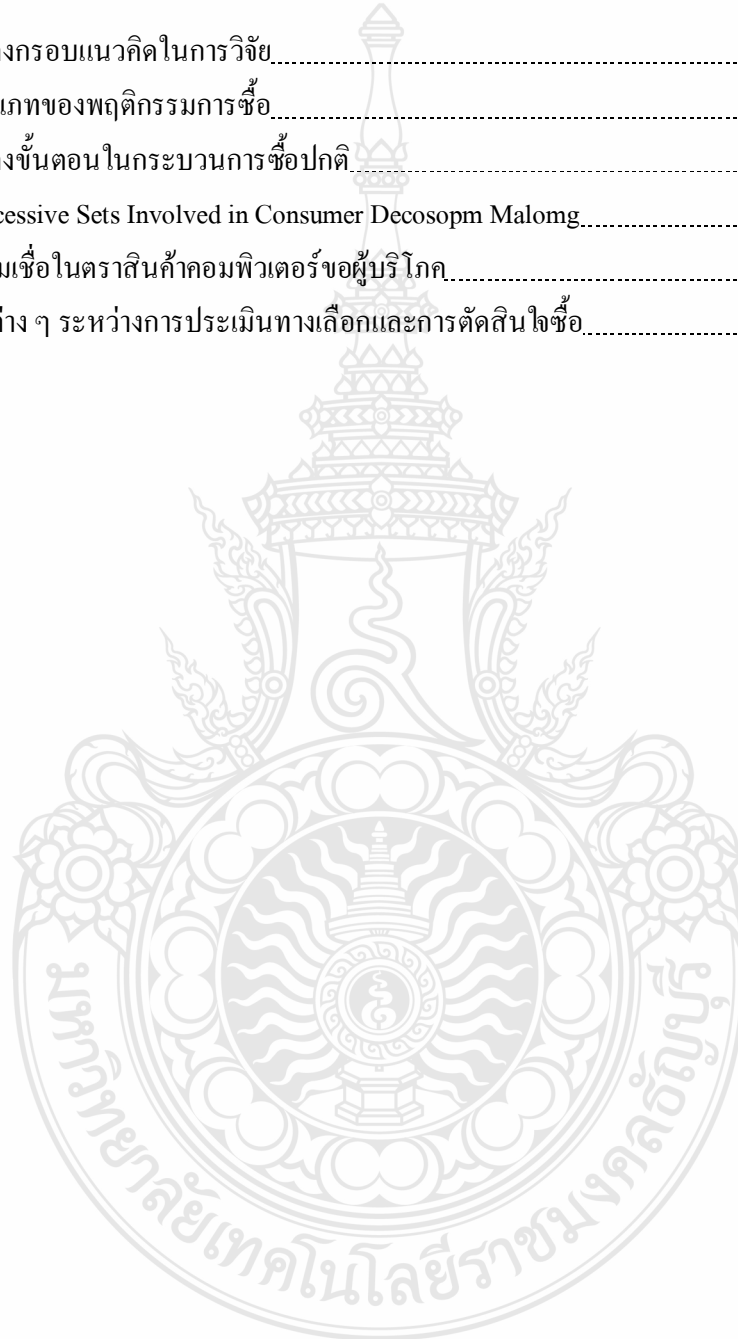 งกรอบแนวคิดในการวิจัย
ภทของพฤติกรรมการซื้อ
งขั้นตอนในกระบวนการซื้อปกติ
cessive Sets Involved in Consumer Decosopm Malomg
มเชื่อในตราสินค้าคอมพิวเตอร์ขอผู้บริโภค
ง ๆ ระหว่างการประเมินทางเลือกและการตัดสินใจซื้อ
มหาวิทยาลัยเทคโนโลยีราชมงคลธัญบุรี